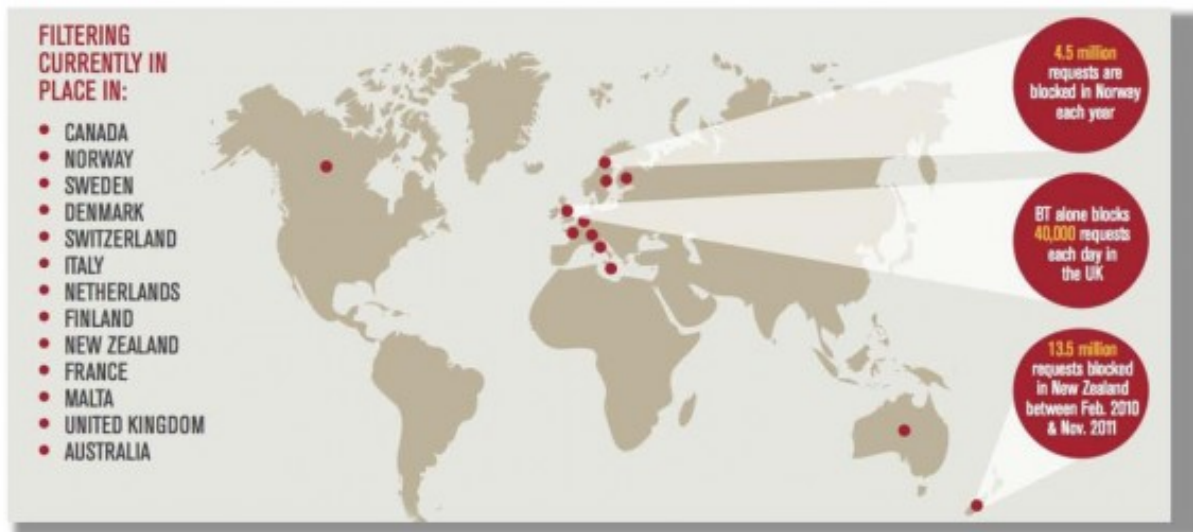 FILTERING
CURRENTLY IN
PLACE IN:
• CANADA
• NORWAY
• SWEDEN
• DENMARK
• SWITZERLAND
• ITALY
• NETHERLANDS
• FINLAND
• NEW ZEALAND
• FRANCE
• MALTA
• UNITED KINGDOM
• AUSTRALIA
4.5 million
requests are
blocked in Norway
each year
BT alone blocks
40,000 requests
each day in
the UK
13.5 million
requests blocked
in New Zealand
between Feb. 2010
& Nov. 2011